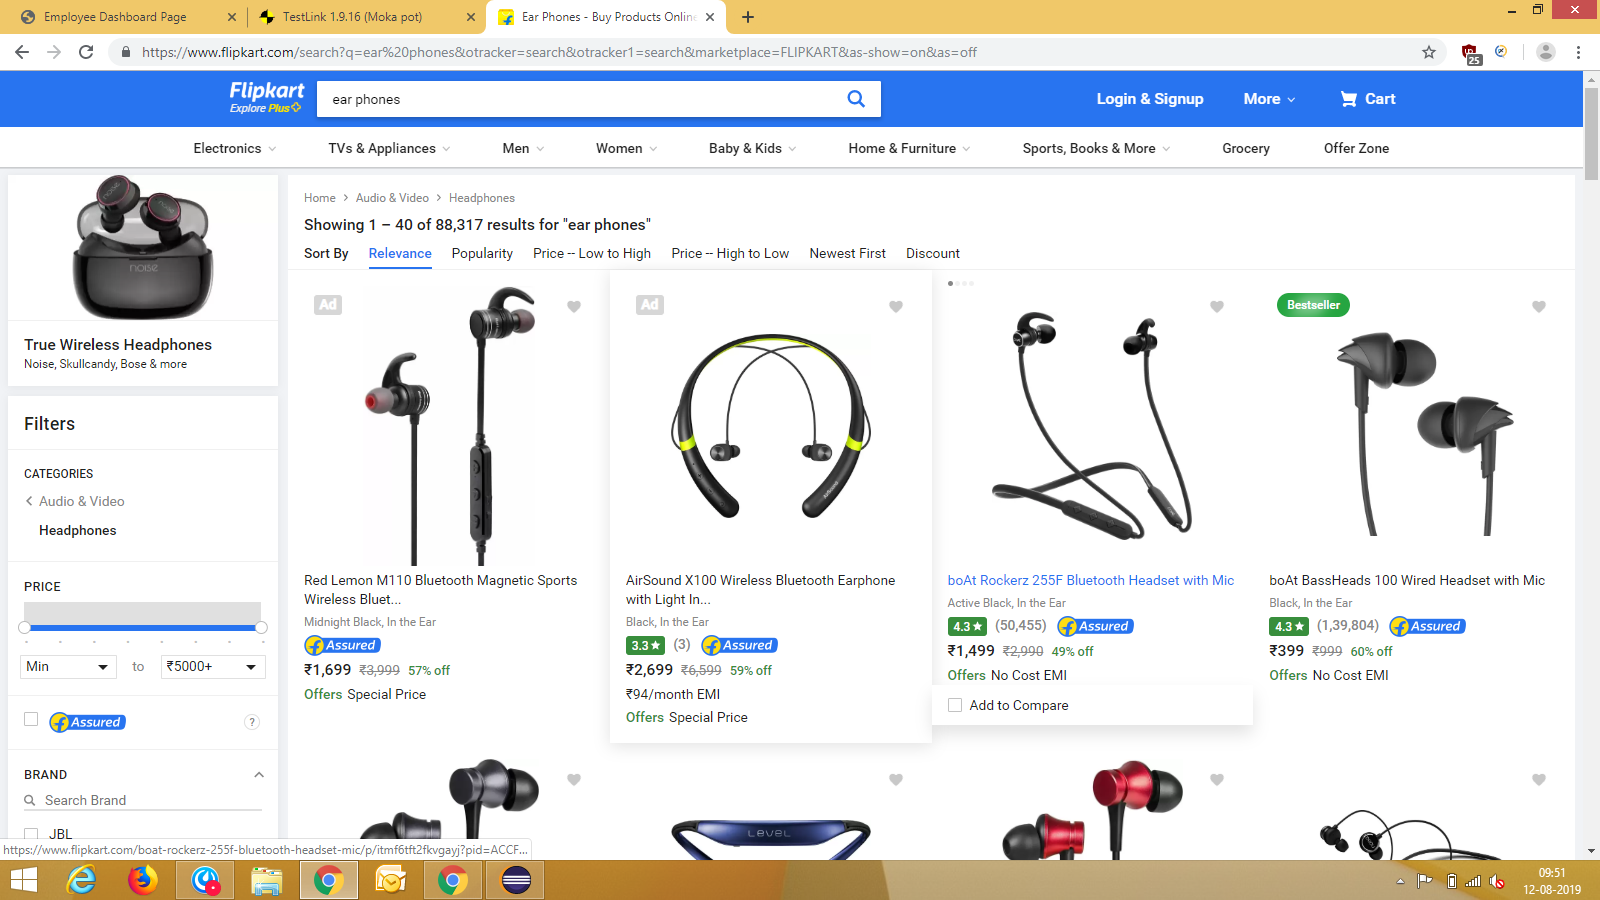 Employee Dashboard Page
TestLink 1.9.16 (Moka pot)
Ear Phones - Buy Products Online
https://www.flipkart.com/search?q=ear%20phones&otracker=search&otracker1=search&marketplace=FLIPKART&as-show=on&as=off
25
Flipkart
Explore Plus
ear phones
Login & Signup
More
Cart
Electronics
TVs & Appliances
Men
Women
Baby & Kids
Home & Furniture
Sports, Books & More
Grocery
Offer Zone
noise
True Wireless Headphones
Noise, Skullcandy, Bose & more
Filters
CATEGORIES
Audio & Video
Headphones
PRICE
Min
to
₹5000+
Assured
?
BRAND
Search Brand
JBL
Home > Audio & Video > Headphones
Showing 1 – 40 of 88,317 results for "ear phones"
Sort By Relevance Popularity Price -- Low to High Price -- High to Low Newest First Discount
Ad
Red Lemon M110 Bluetooth Magnetic Sports
Wireless Bluet...
Midnight Black, In the Ear
Assured
₹1,699 ₹3,999 57% off
Offers Special Price
Ad
AirSound X100 Wireless Bluetooth Earphone
with Light In...
Black, In the Ear
3.3★ (3) Assured
₹2,699 ₹6,599 59% off
₹94/month EMI
Offers Special Price
boAt Rockerz 255F Bluetooth Headset with Mic
Active Black, In the Ear
4.3★ (50,455) Assured
₹1,499 ₹2,990 49% off
Offers No Cost EMI
Add to Compare
Bestseller
boAt BassHeads 100 Wired Headset with Mic
Black, In the Ear
4.3★ (1,39,804) Assured
₹399 ₹999 60% off
Offers No Cost EMI
LEVEL
https://www.flipkart.com/boat-rockerz-255f-bluetooth-headset-mic/p/itmf6tft2fkvgayj?pid=ACCF...
09:51
12-08-2019